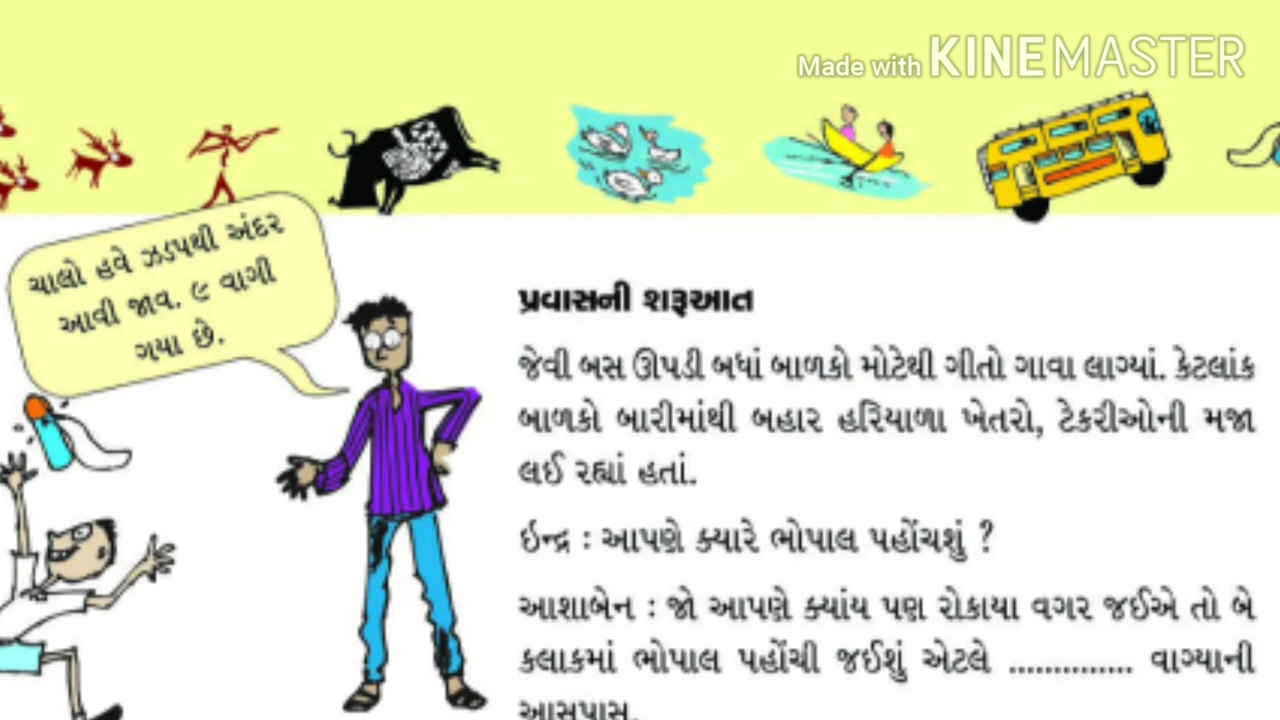 Made with KINEMASTER
ચાલો હવે ઝડપથી અંદર
આવી જાવ. ૯ વાગી
ગયા છે.
પ્રવાસની શરૂઆત
જેવી બસ ઊપડી બધાં બાળકો મોટેથી ગીતો ગાવા લાગ્યાં. કેટલાંક
બાળકો બારીમાંથી બહાર હરિયાળા ખેતરો, ટેકરીઓની મજા
લઈ રહ્યાં હતાં.
ઇન્દ્ર : આપણે ક્યારે ભોપાલ પહોંચશું ?
આશાબેન : જો આપણે ક્યાંય પણ રોકાયા વગર જઈએ તો બે
કલાકમાં ભોપાલ પહોંચી જઈશું એટલે .............. વાગ્યાની
આસપાસ.